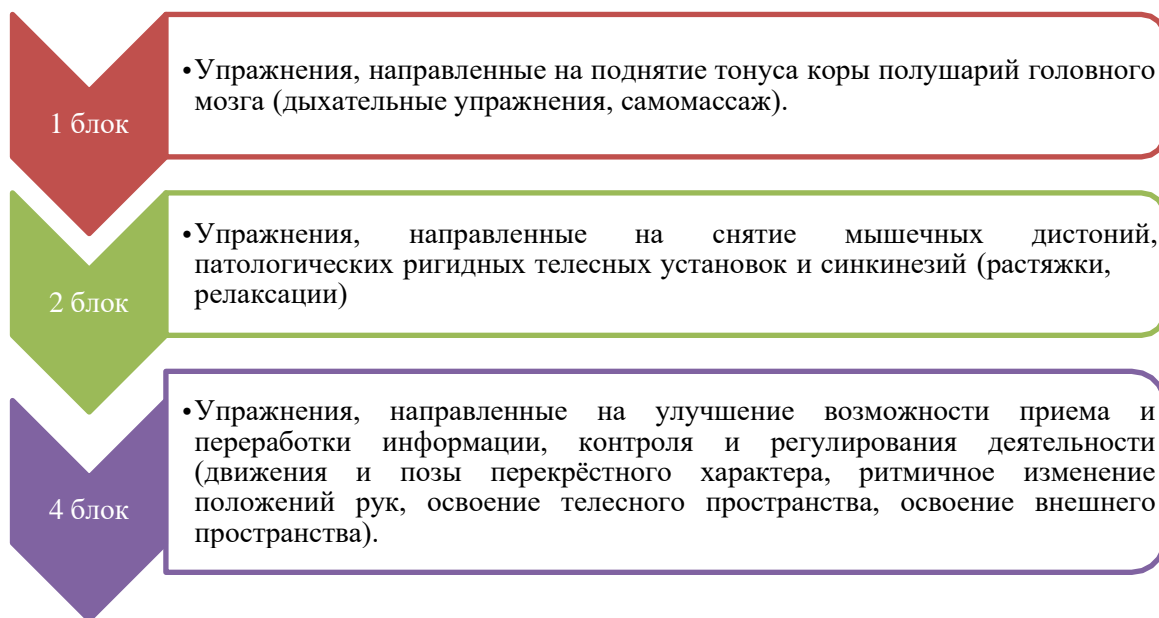 1 блок
•Упражнения, направленные на поднятие тонуса коры полушарий головного
мозга (дыхательные упражнения, самомассаж).
2 блок
•Упражнения, направленные на снятие мышечных дистоний,
патологических ригидных телесных установок и синкинезий (растяжки,
релаксации)
4 блок
•Упражнения, направленные на улучшение возможности приема и
переработки информации, контроля и регулирования деятельности
(движения и позы перекрёстного характера, ритмичное изменение
положений рук, освоение телесного пространства, освоение внешнего
пространства).